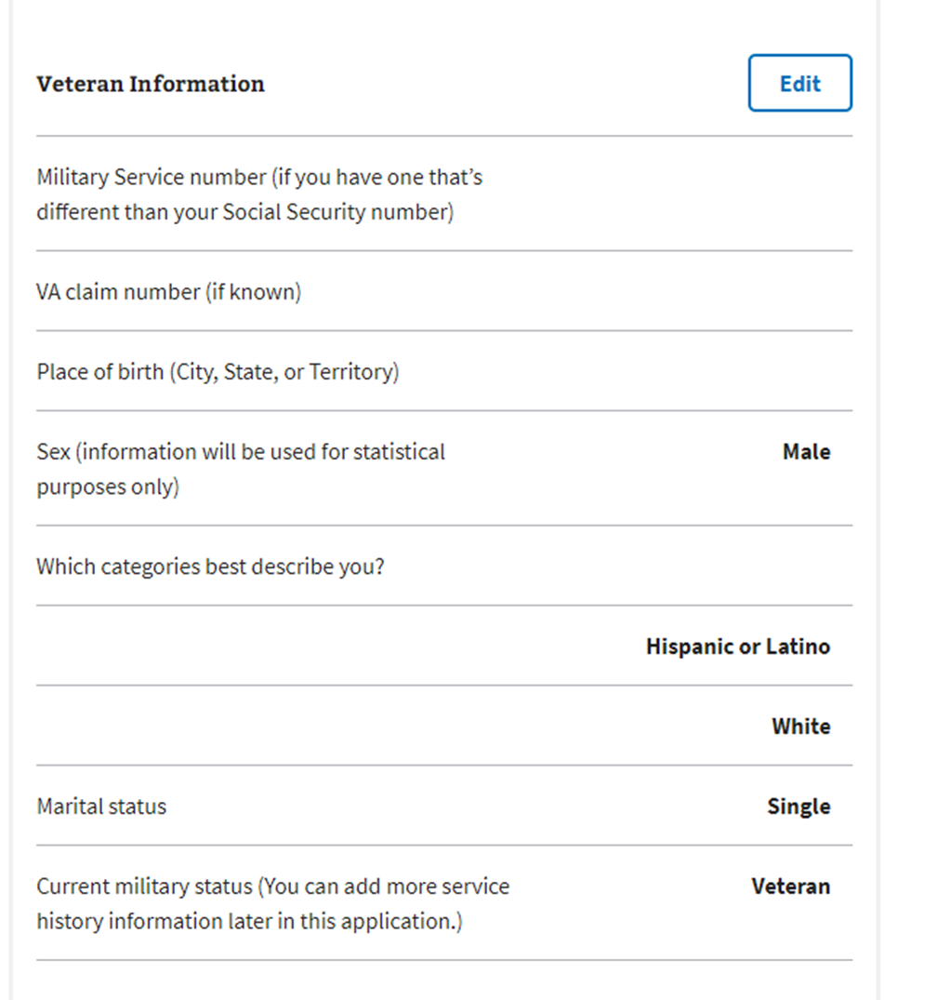 Veteran Information
Edit
Military Service number (if you have one that’s
different than your Social Security number)
VA claim number (if known)
Place of birth (City, State, or Territory)
Sex (information will be used for statistical
purposes only)
Male
Which categories best describe you?
Hispanic or Latino
White
Marital status
Single
Current military status (You can add more service
history information later in this application.)
Veteran